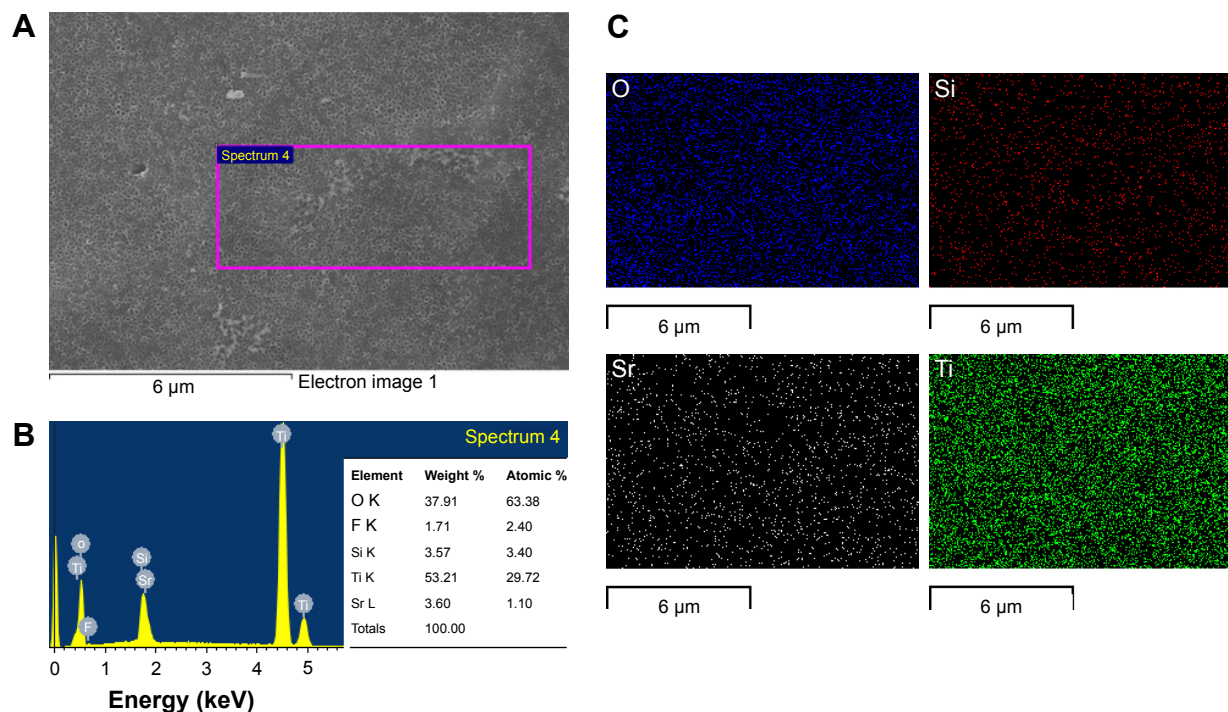 A
Spectrum 4
6 µm
Electron image 1
B
Spectrum 4
O
Ti
F
Si
Sr
Ti
Ti
Element Weight % Atomic %
O K 37.91 63.38
F K 1.71 2.40
Si K 3.57 3.40
Ti K 53.21 29.72
Sr L 3.60 1.10
Totals 100.00
0 1 2 3 4 5
Energy (keV)
C
O
Si
6 µm
6 µm
Sr
Ti
6 µm
6 µm